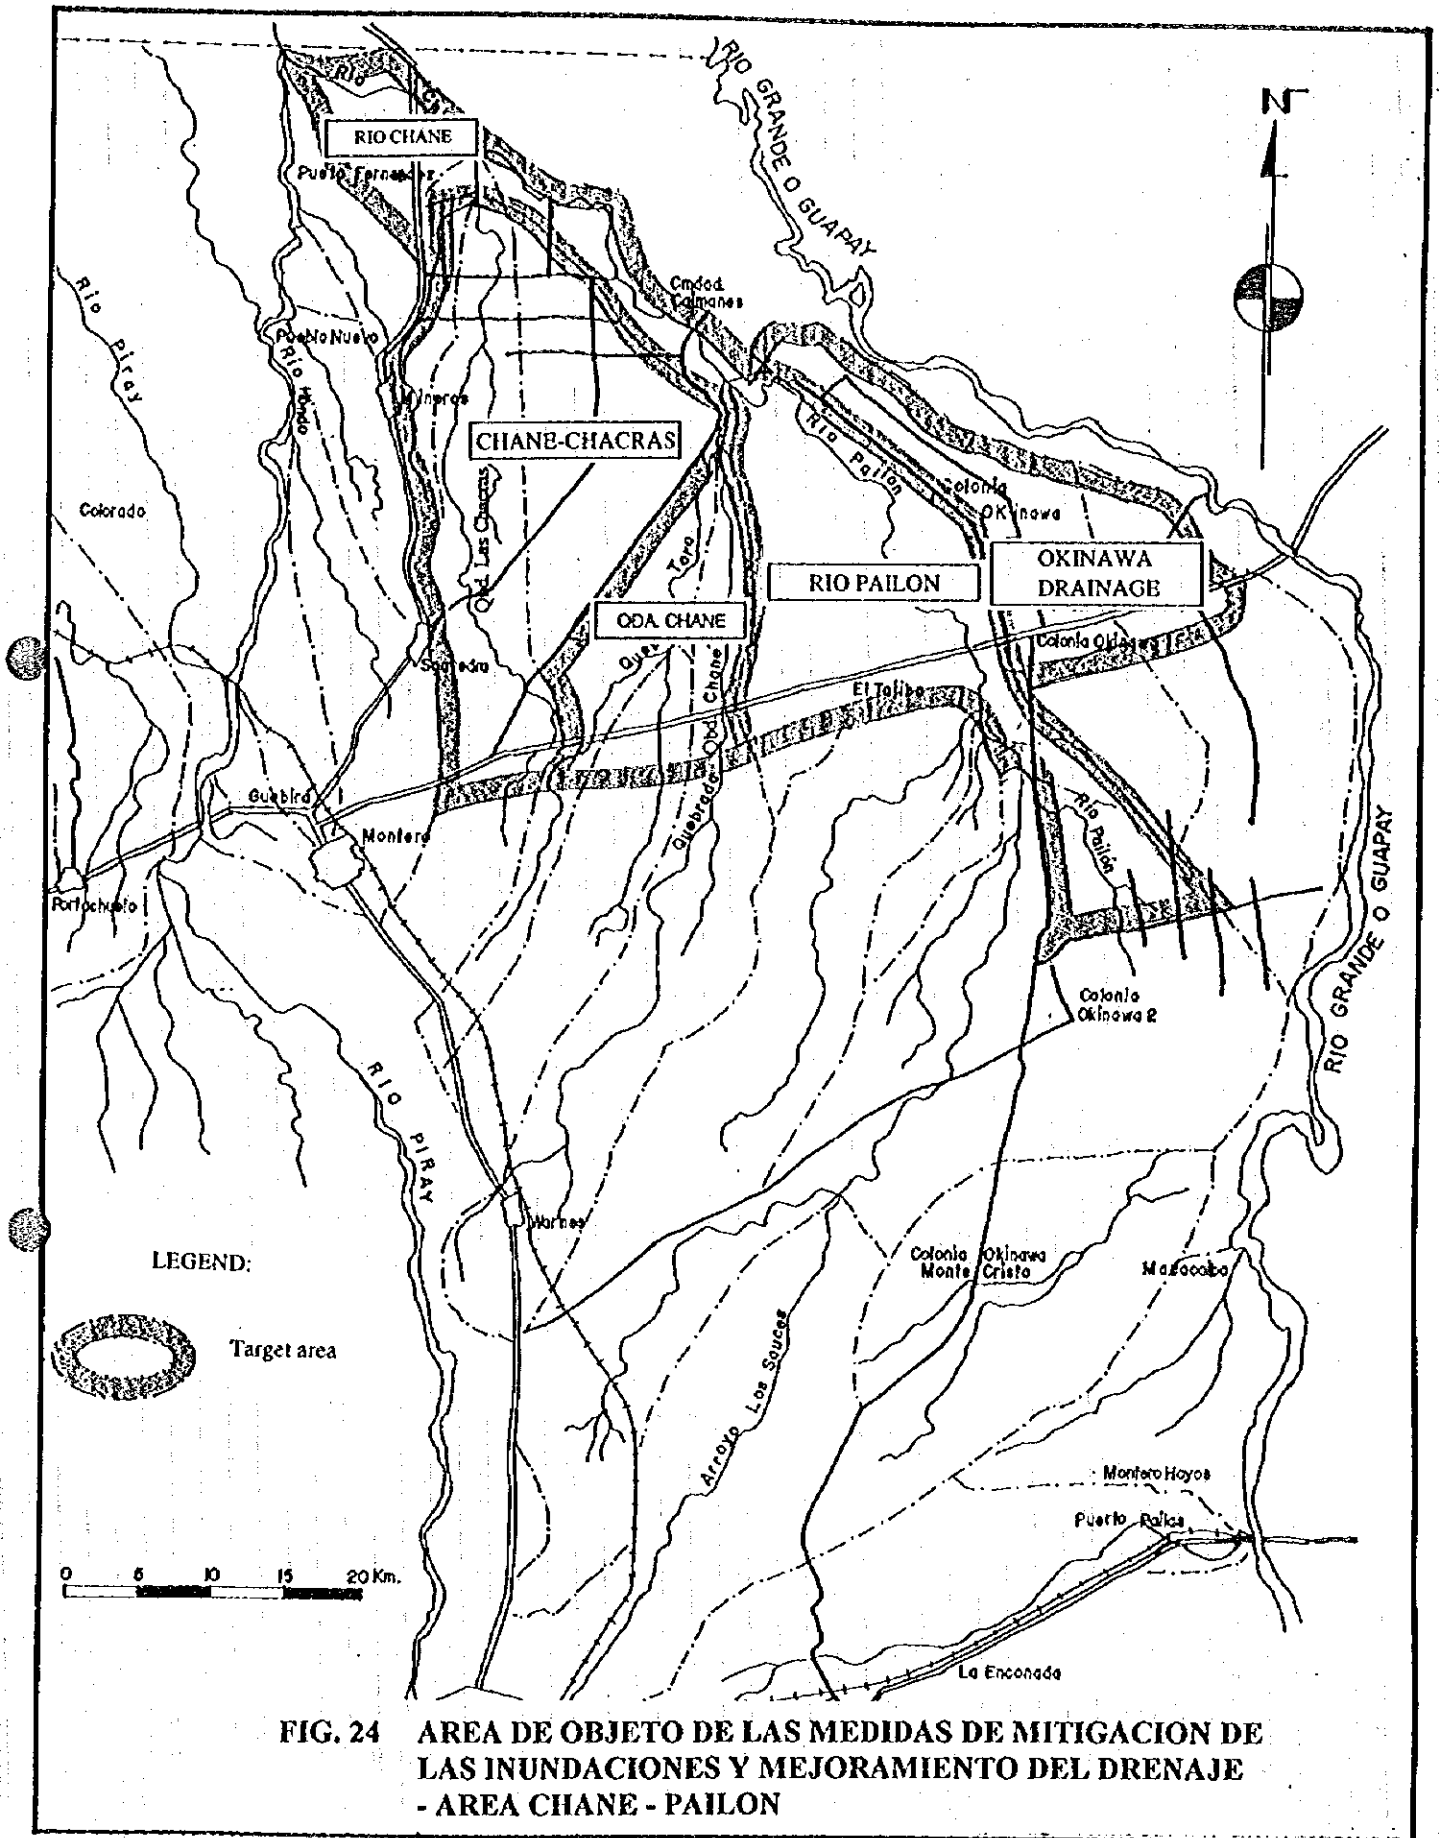 RIO GRANDE O GUAPAY
N
RIO
RIO CHANE
Puerto Fernandez
Rio Piray
Pueblo Nuevo
Rio Hondo
Mineros
CHANE-CHACRAS
Rio Pailon
Colonia
OKinawa
Colorado
Qbd Las Chacras
Toro
RIO PAILON
OKINAWA
DRAINAGE
QDA. CHANE
Colonia Okinawa
Saavedra
El Toliba
Quebrada Qbd. Chane
Guabira
Montero
Rio Pailón
Portachuelo
RIO GRANDE O GUAPAY
Colonia
Okinawa 2
RIO PIRAY
Warnes
LEGEND:
Colonia Okinawa
Monte Cristo
Target area
Arroyo Los Sauces
Montero Hoyos
Puerto Pailas
0 5 10 15 20 Km.
La Enconada
FIG. 24 AREA DE OBJETO DE LAS MEDIDAS DE MITIGACION DE
LAS INUNDACIONES Y MEJORAMIENTO DEL DRENAJE
- AREA CHANE - PAILON